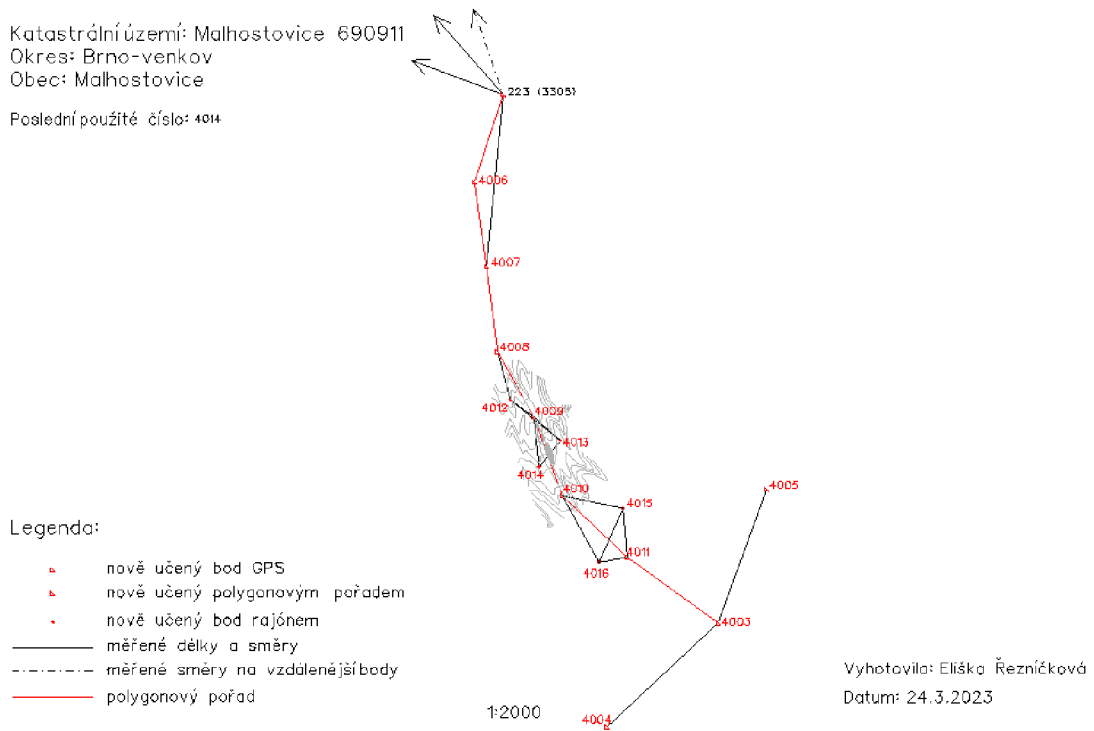 Katastrální území: Malhostovice 690911
Okres: Brno-venkov
Obec: Malhostovice
Poslední použité číslo: 4014
223 (3305)
4006
4007
4008
4012
4009
4013
4014
4010
4015
4005
4011
4016
4003
4004
Legenda:
nově učený bod GPS
nově učený polygonovým pořadem
nově učený bod rajónem
měřené délky a směry
měřené směry na vzdálenější body
polygonový pořad
1:2000
Vyhotovila: Eliška Řezníčková
Datum: 24.3.2023